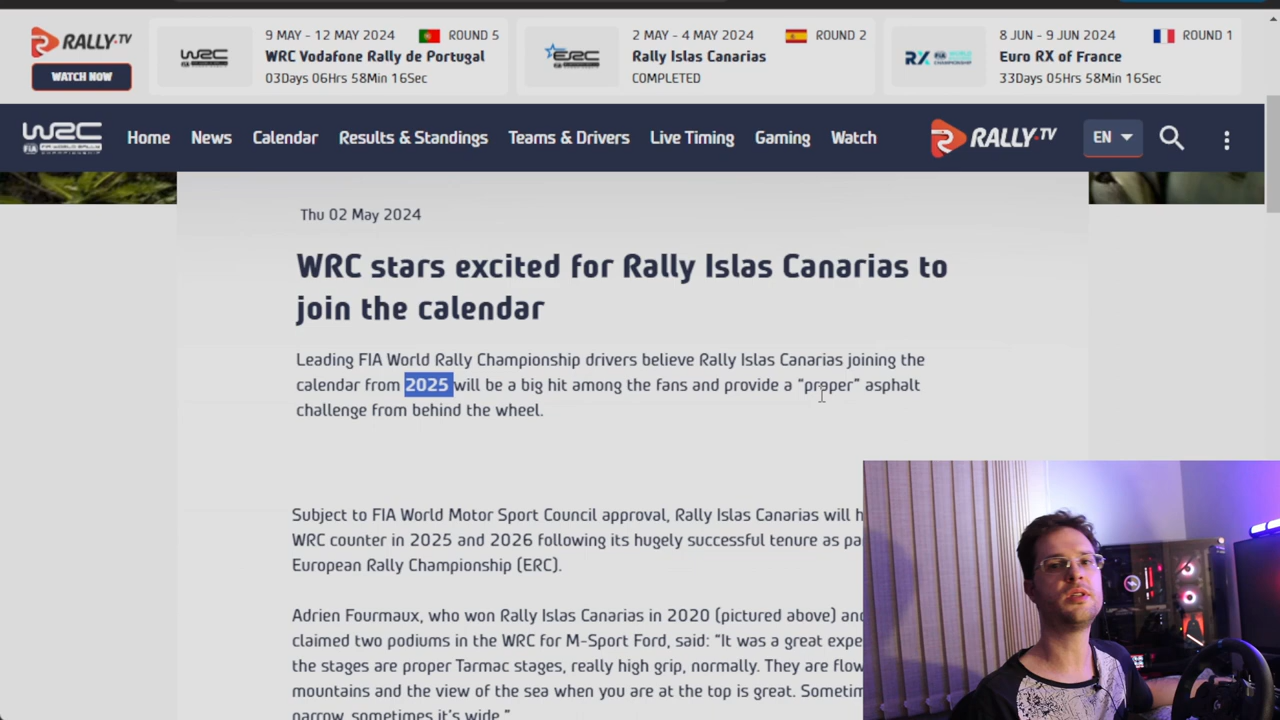 RALLY.TV
WATCH NOW
WRC
9 MAY - 12 MAY 2024 ROUND 5
WRC Vodafone Rally de Portugal
03Days 06Hrs 58Min 16Sec
ERC
2 MAY - 4 MAY 2024 ROUND 2
Rally Islas Canarias
COMPLETED
RX
8 JUN - 9 JUN 2024 ROUND 1
Euro RX of France
33Days 05Hrs 58Min 16Sec
WRC
FIA WORLD RALLY CHAMPIONSHIP
Home News Calendar Results & Standings Teams & Drivers Live Timing Gaming Watch RALLY.TV EN
Thu 02 May 2024
WRC stars excited for Rally Islas Canarias to
join the calendar
Leading FIA World Rally Championship drivers believe Rally Islas Canarias joining the
calendar from 2025 will be a big hit among the fans and provide a “proper” asphalt
challenge from behind the wheel.
Subject to FIA World Motor Sport Council approval, Rally Islas Canarias will
WRC counter in 2025 and 2026 following its hugely successful tenure as
European Rally Championship (ERC).
Adrien Fourmaux, who won Rally Islas Canarias in 2020 (pictured above)
claimed two podiums in the WRC for M-Sport Ford, said: “It was a great
the stages are proper Tarmac stages, really high grip, normally. They are
mountains and the view of the sea when you are at the top is great.
narrow, sometimes it's wide.”